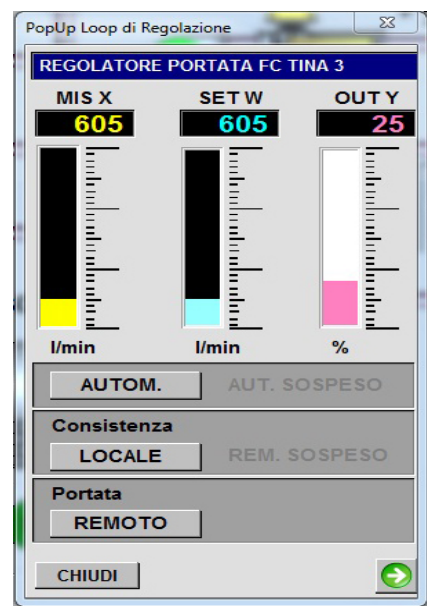 PopUp Loop di Regolazione
REGOLATORE PORTATA FC TINA 3
MIS X SET W OUT Y
605 605 25
l/min l/min %
AUTOM. AUT. SOSPESO
Consistenza
LOCALE REM. SOSPESO
Portata
REMOTO
CHIUDI